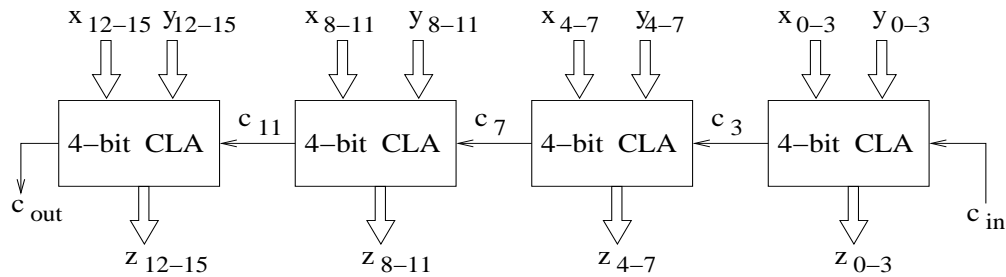 x 12–15 y 12–15 x 8–11 y 8–11 x 4–7 y 4–7 x 0–3 y 0–3
4–bit CLA c 11 4–bit CLA c 7 4–bit CLA c 3 4–bit CLA
c out c in
z 12–15 z 8–11 z 4–7 z 0–3